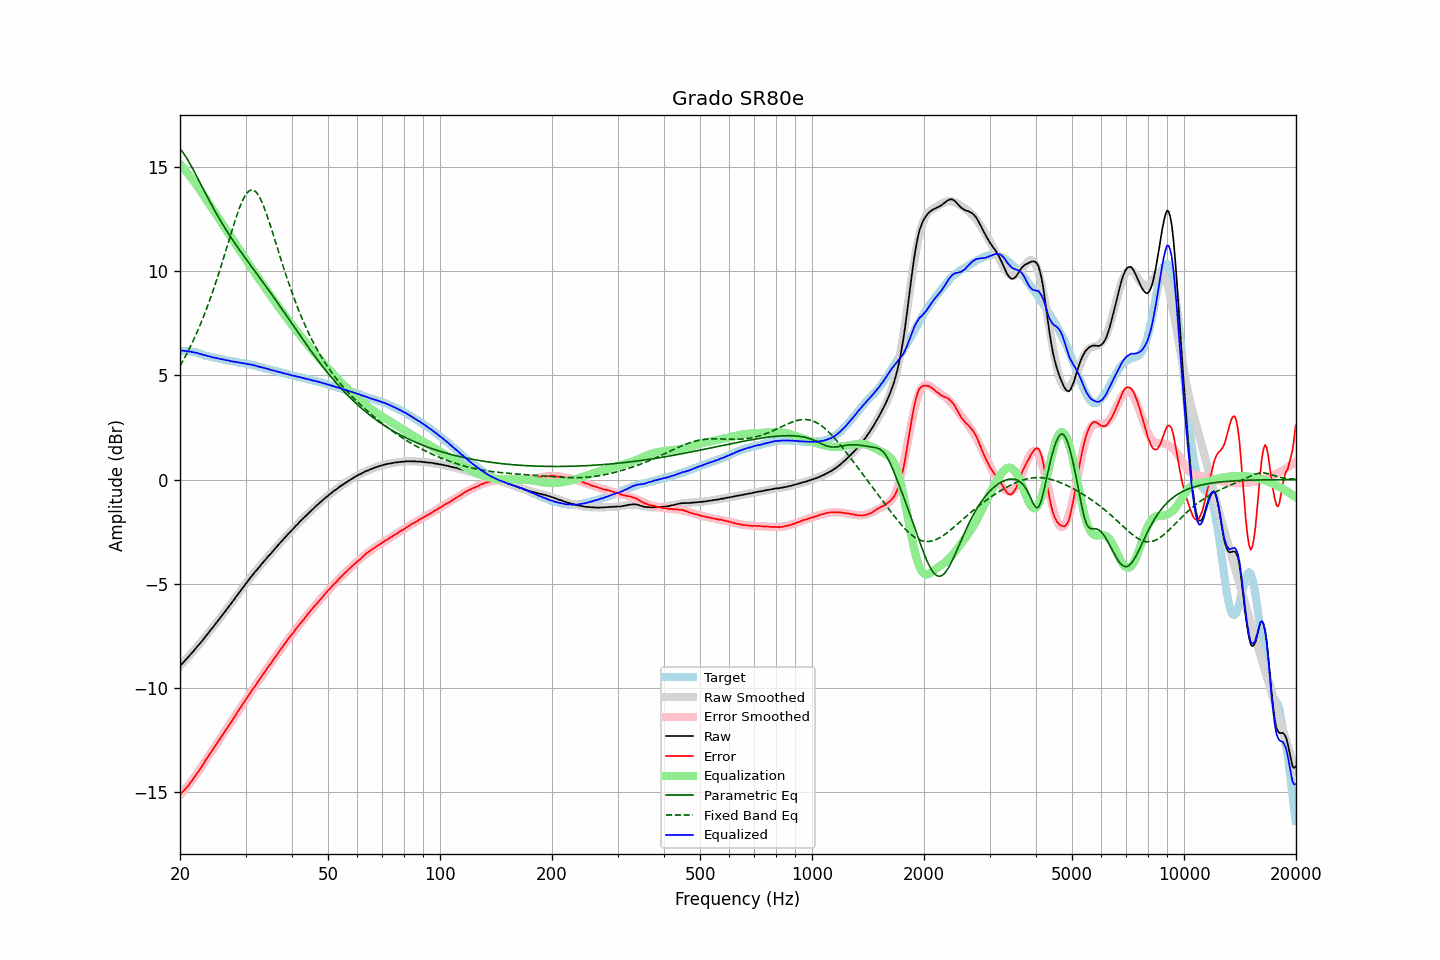 Grado SR80e
Amplitude (dBr)
15
10
5
0
−5
−10
−15
Target
Raw Smoothed
Error Smoothed
Raw
Error
Equalization
Parametric Eq
Fixed Band Eq
Equalized
20
50
100
200
500
1000
2000
5000
10000
20000
Frequency (Hz)